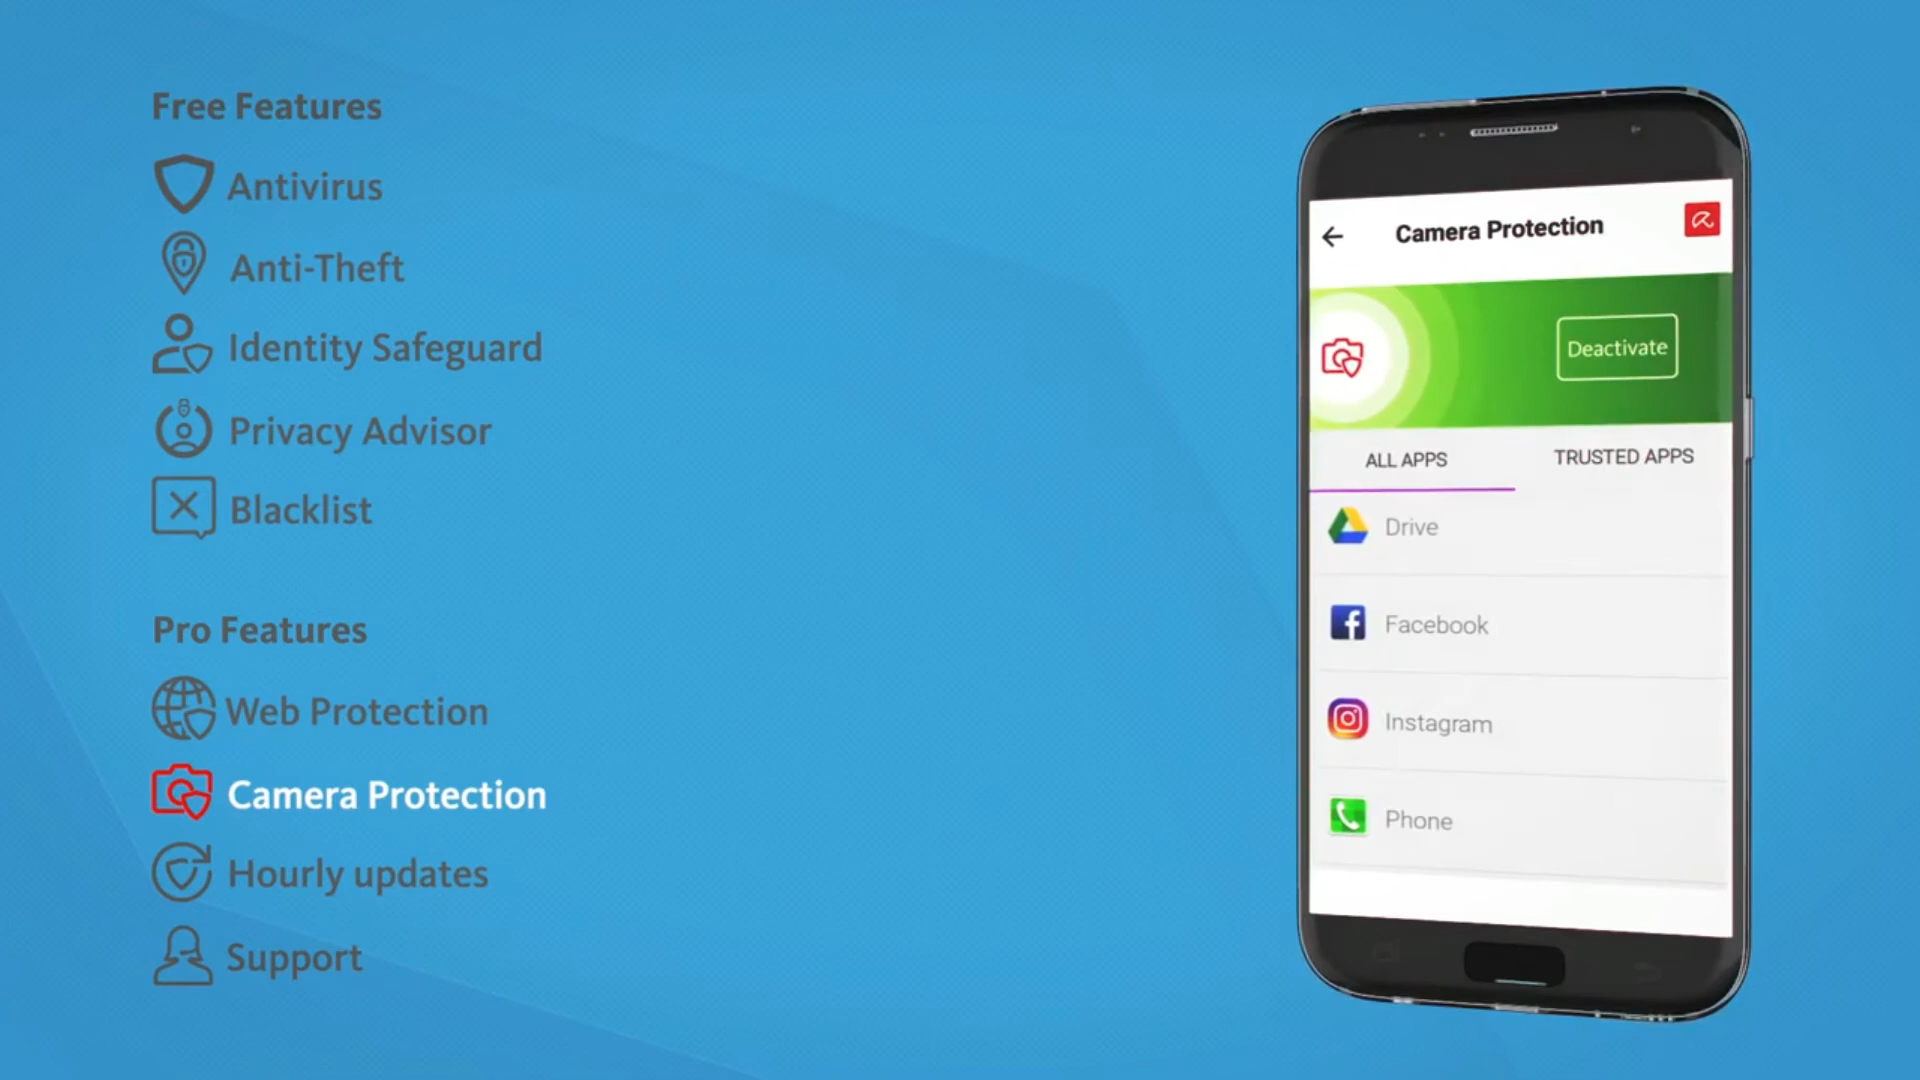 Free Features
Antivirus
Anti-Theft
Identity Safeguard
Privacy Advisor
Blacklist
Pro Features
Web Protection
Camera Protection
Hourly updates
Support
Camera Protection
Deactivate
ALL APPS
TRUSTED APPS
Drive
Facebook
Instagram
Phone